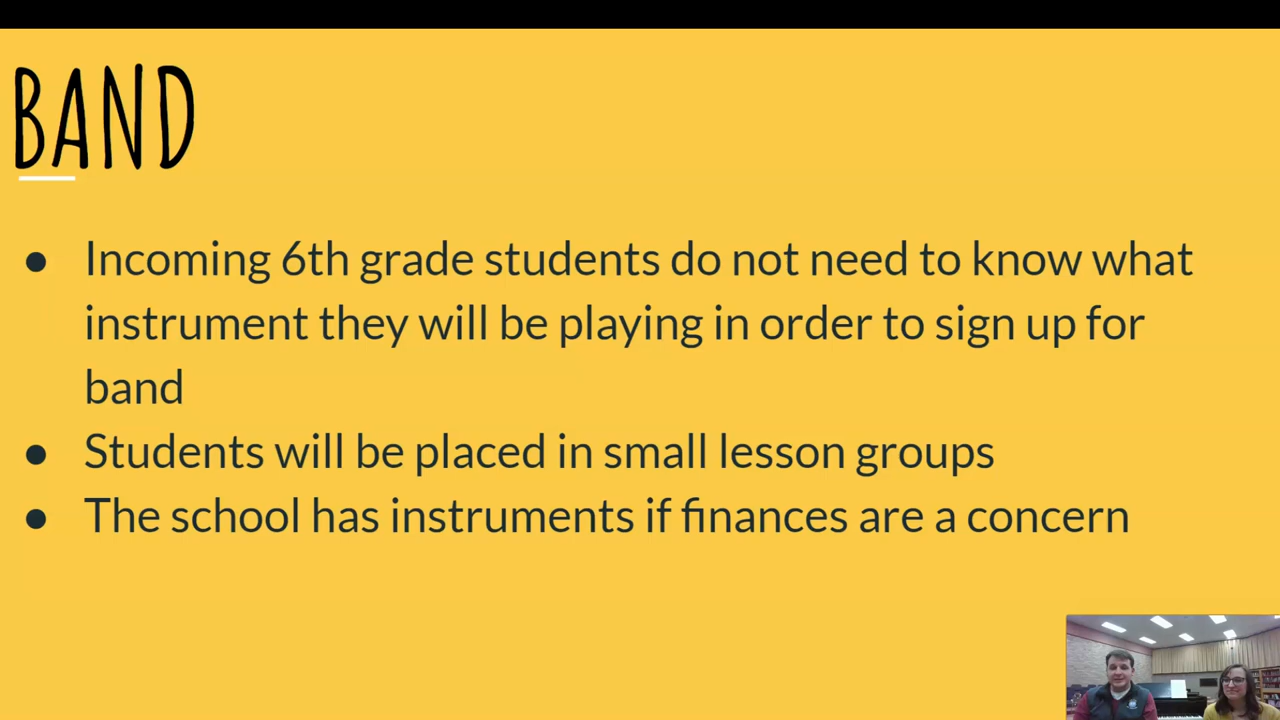 BAND
● Incoming 6th grade students do not need to know what
instrument they will be playing in order to sign up for
band
● Students will be placed in small lesson groups
● The school has instruments if finances are a concern